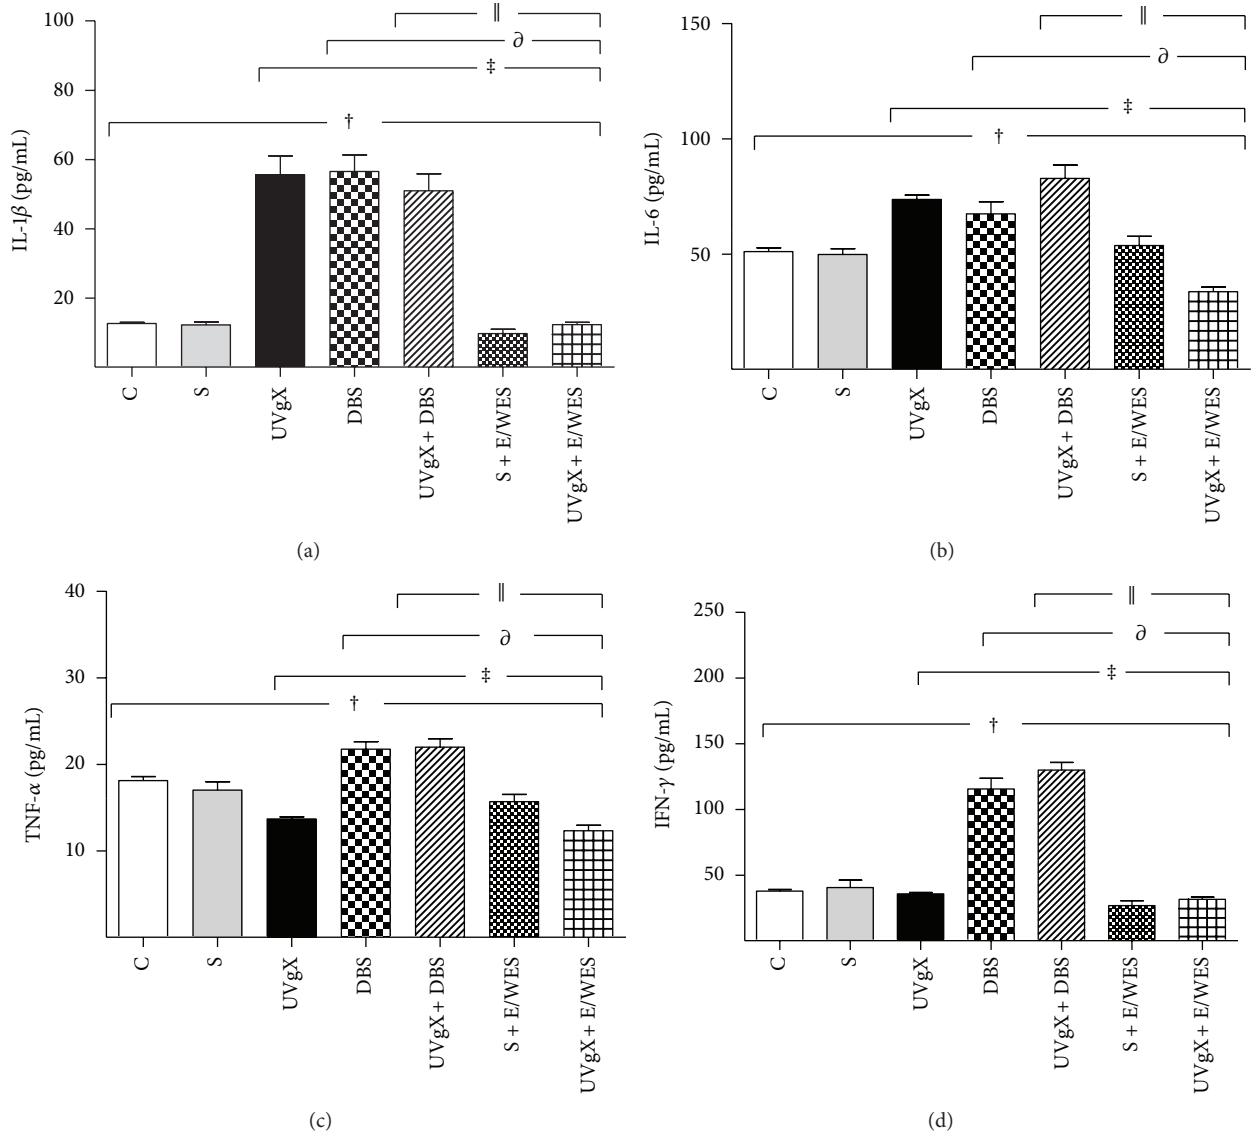 100
80
60
40
20
IL-1β (pg/mL)
‖
∂
‡
†
C
S
UVgX
DBS
UVgX + DBS
S + E/WES
UVgX + E/WES
(a)
150
100
50
IL-6 (pg/mL)
‖
∂
‡
†
C
S
UVgX
DBS
UVgX + DBS
S + E/WES
UVgX + E/WES
(b)
40
30
20
10
TNF-α (pg/mL)
‖
∂
‡
†
C
S
UVgX
DBS
UVgX + DBS
S + E/WES
UVgX + E/WES
(c)
250
200
150
100
50
IFN-γ (pg/mL)
‖
∂
‡
†
C
S
UVgX
DBS
UVgX + DBS
S + E/WES
UVgX + E/WES
(d)